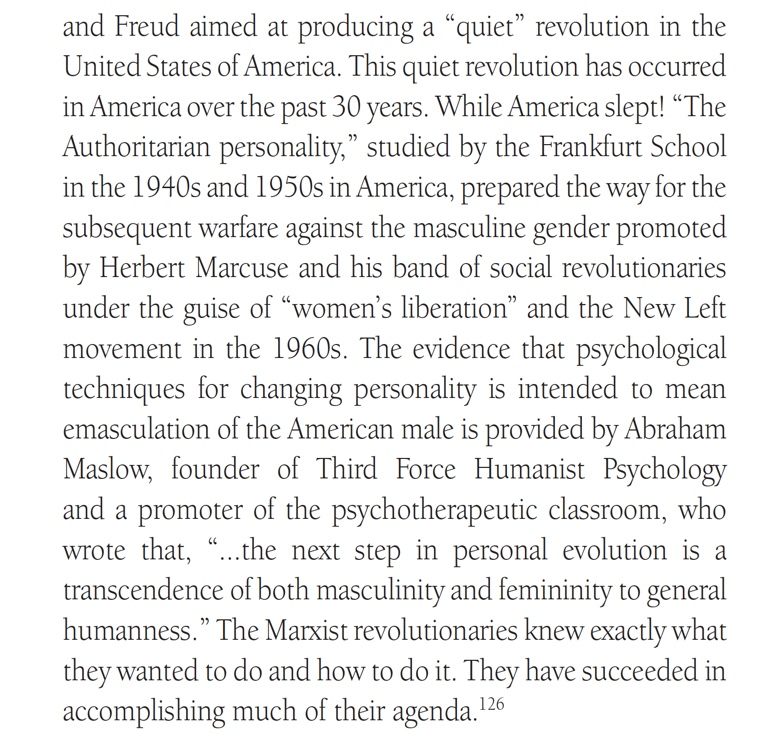 and Freud aimed at producing a “quiet” revolution in the
United States of America. This quiet revolution has occurred
in America over the past 30 years. While America slept! “The
Authoritarian personality,” studied by the Frankfurt School
in the 1940s and 1950s in America, prepared the way for the
subsequent warfare against the masculine gender promoted
by Herbert Marcuse and his band of social revolutionaries
under the guise of “women’s liberation” and the New Left
movement in the 1960s. The evidence that psychological
techniques for changing personality is intended to mean
emasculation of the American male is provided by Abraham
Maslow, founder of Third Force Humanist Psychology
and a promoter of the psychotherapeutic classroom, who
wrote that, “...the next step in personal evolution is a
transcendence of both masculinity and femininity to general
humanness.” The Marxist revolutionaries knew exactly what
they wanted to do and how to do it. They have succeeded in
accomplishing much of their agenda.126